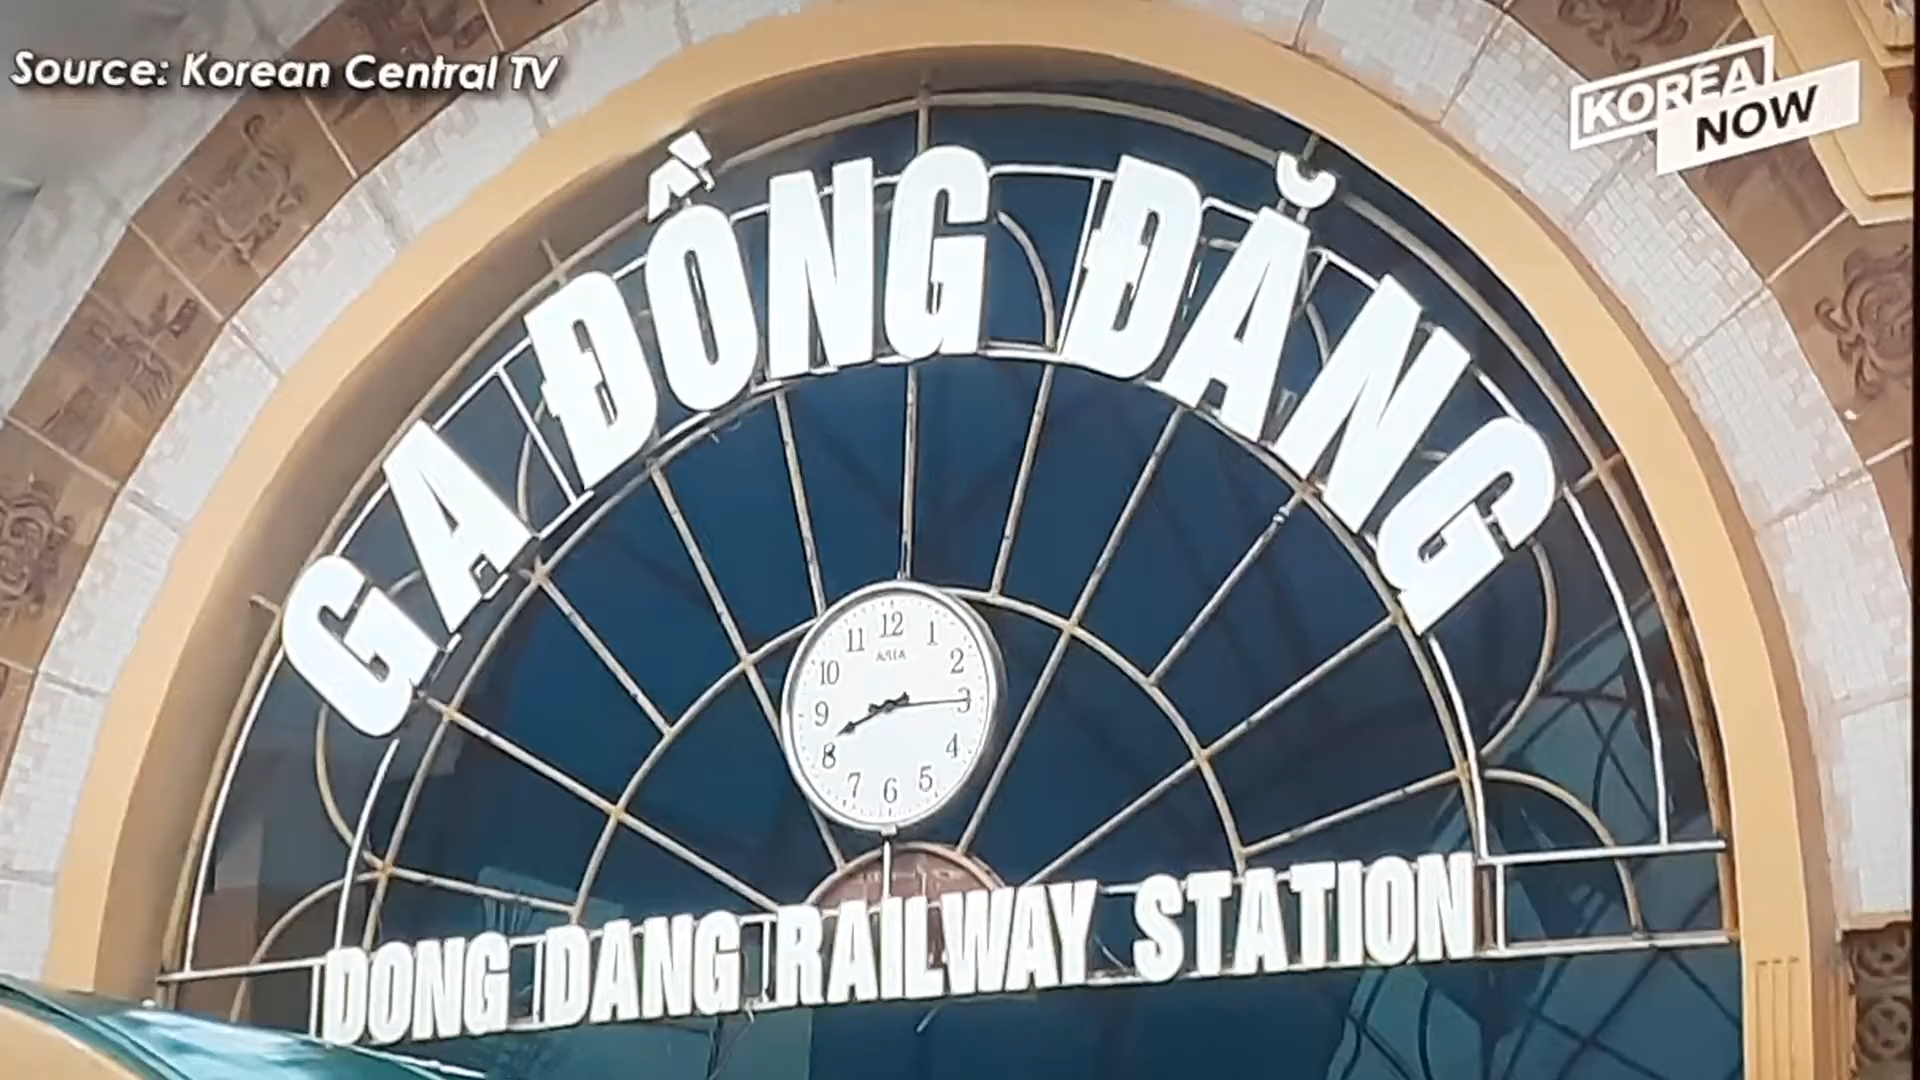 Source: Korean Central TV
KOREA
NOW
GA ĐỒNG ĐĂNG
12
11 1
ASIA
10 2
9 3
8 4
7 5
6
DONG DANG RAILWAY STATION